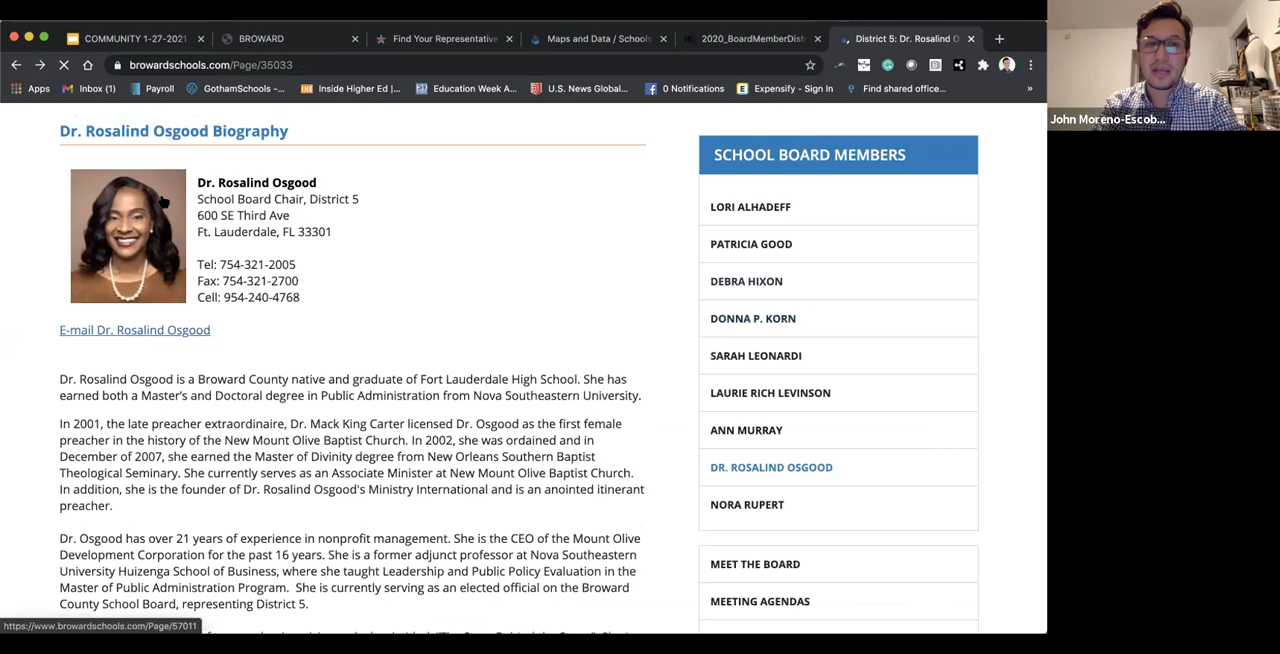 COMMUNITY 1-27-2021
BROWARD
Find Your Representative
Maps and Data / Schools
2020_BoardMemberDist
District 5: Dr. Rosalind O
browardschools.com/Page/35033
Apps
Inbox (1)
Payroll
GothamSchools –...
Inside Higher Ed |...
Education Week A...
U.S. News Global...
0 Notifications
Expensify - Sign In
Find shared office...
»
John Moreno-Escob...
Dr. Rosalind Osgood Biography
Dr. Rosalind Osgood
School Board Chair, District 5
600 SE Third Ave
Ft. Lauderdale, FL 33301
Tel: 754-321-2005
Fax: 754-321-2700
Cell: 954-240-4768
E-mail Dr. Rosalind Osgood
Dr. Rosalind Osgood is a Broward County native and graduate of Fort Lauderdale High School. She has
earned both a Master's and Doctoral degree in Public Administration from Nova Southeastern University.
In 2001, the late preacher extraordinaire, Dr. Mack King Carter licensed Dr. Osgood as the first female
preacher in the history of the New Mount Olive Baptist Church. In 2002, she was ordained and in
December of 2007, she earned the Master of Divinity degree from New Orleans Southern Baptist
Theological Seminary. She currently serves as an Associate Minister at New Mount Olive Baptist Church.
In addition, she is the founder of Dr. Rosalind Osgood's Ministry International and is an anointed itinerant
preacher.
Dr. Osgood has over 21 years of experience in nonprofit management. She is the CEO of the Mount Olive
Development Corporation for the past 16 years. She is a former adjunct professor at Nova Southeastern
University Huizenga School of Business, where she taught Leadership and Public Policy Evaluation in the
Master of Public Administration Program. She is currently serving as an elected official on the Broward
County School Board, representing District 5.
https://www.browardschools.com/Page/57011
SCHOOL BOARD MEMBERS
LORI ALHADEFF
PATRICIA GOOD
DEBRA HIXON
DONNA P. KORN
SARAH LEONARDI
LAURIE RICH LEVINSON
ANN MURRAY
DR. ROSALIND OSGOOD
NORA RUPERT
MEET THE BOARD
MEETING AGENDAS